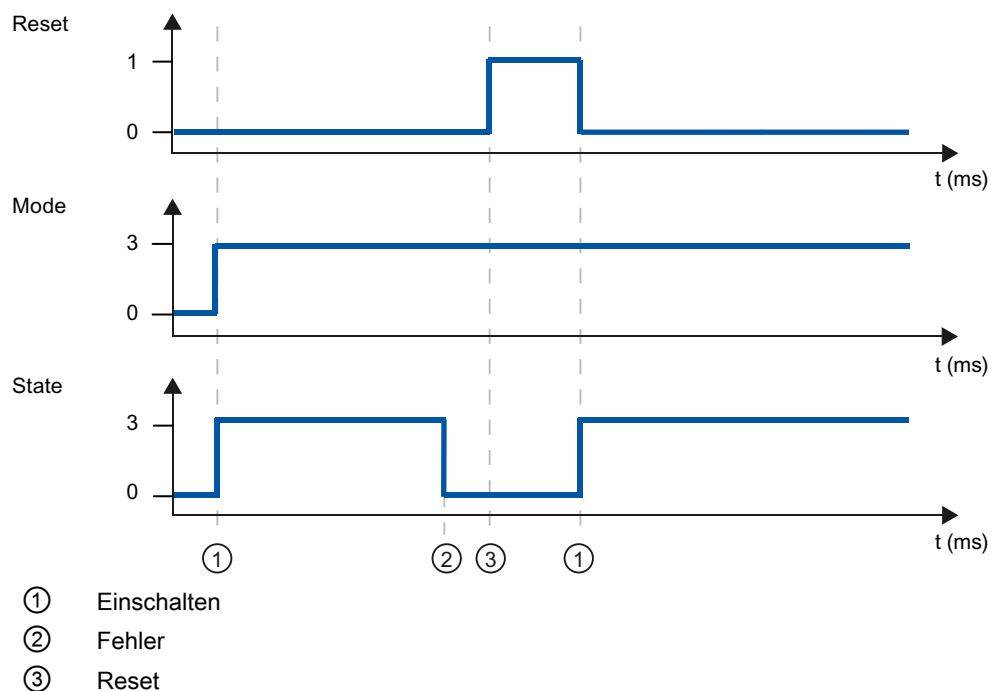 Reset
1
0
t (ms)
Mode
3
0
t (ms)
State
3
0
t (ms)
① ② ③ ①
① Einschalten
② Fehler
③ Reset